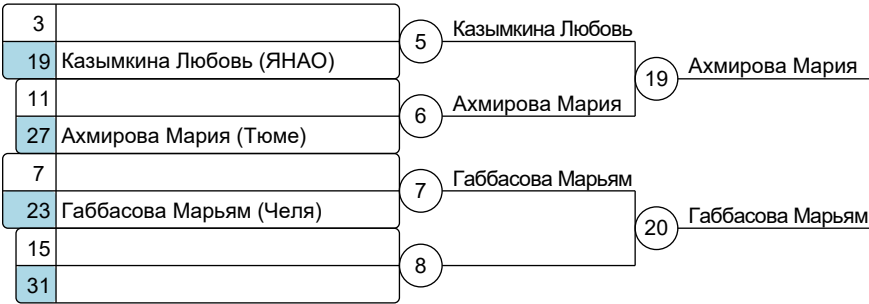 3
5
Казымкина Любовь
19 Казымкина Любовь (ЯНАО)
19
Ахмирова Мария
11
6
Ахмирова Мария
27 Ахмирова Мария (Тюме)
7
7
Габбасова Марьям
23 Габбасова Марьям (Челя)
20
Габбасова Марьям
15
8
31